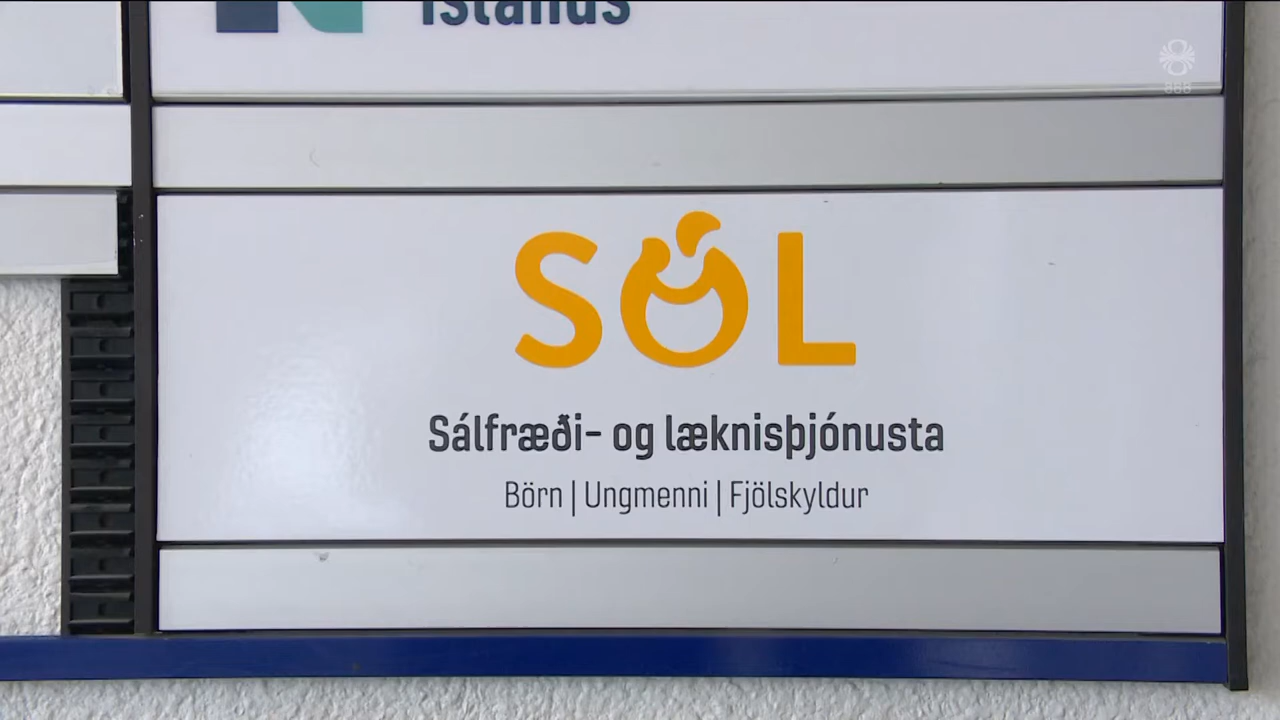 Íslands
SÓL
Sálfræði- og læknisþjónusta
Börn | Ungmenni | Fjölskyldur